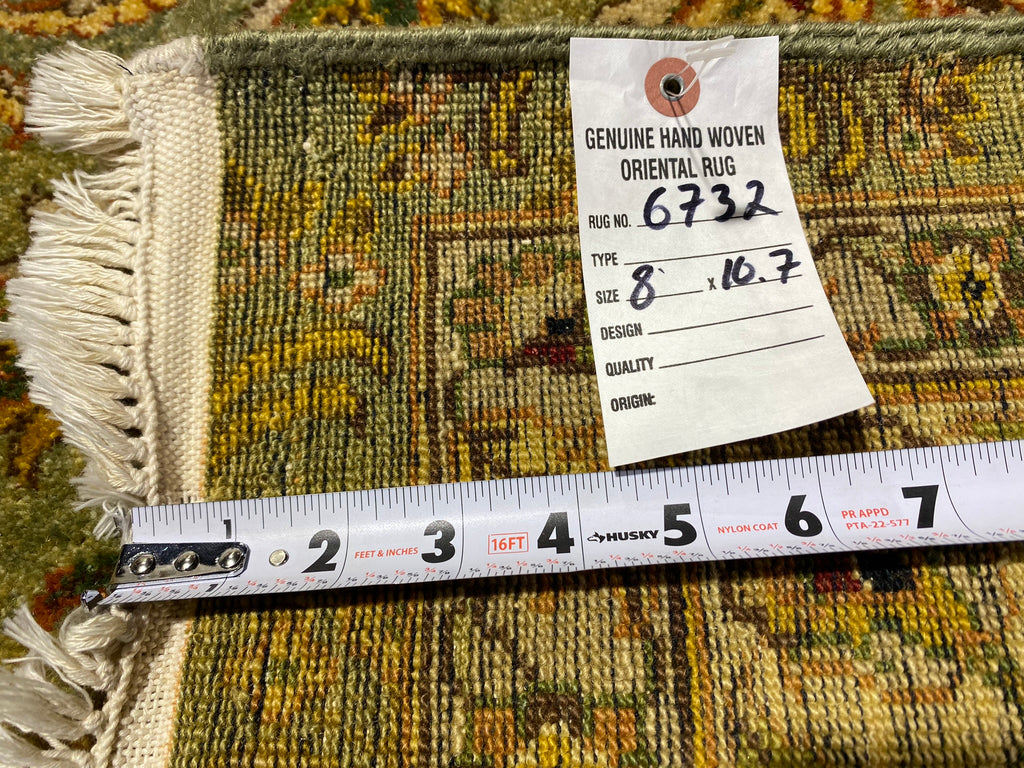 GENUINE HAND WOVEN
ORIENTAL RUG
RUG NO. 6732
TYPE
SIZE 8' x 10.7
DESIGN
QUALITY
ORIGIN:
1 2 FEET & INCHES 3 16FT 4 HUSKY 5 NYLON COAT 6 PR APPD PTA-22-577 7